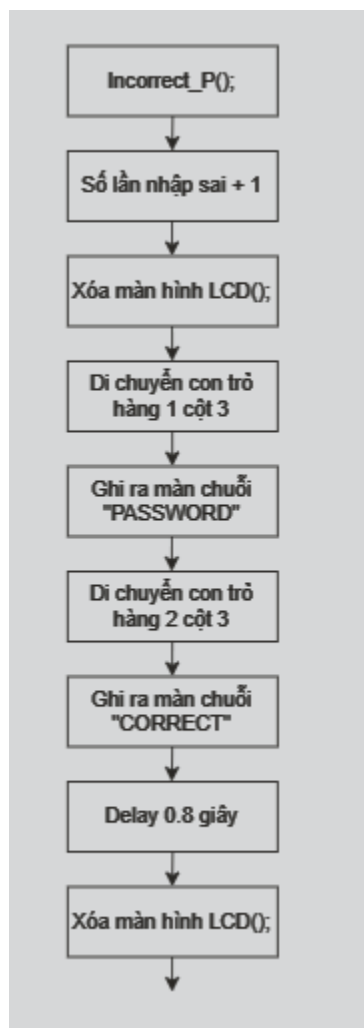 Incorrect_P();
Số lần nhập sai + 1
Xóa màn hình LCD();
Di chuyển con trỏ
hàng 1 cột 3
Ghi ra màn chuỗi
"PASSWORD"
Di chuyển con trỏ
hàng 2 cột 3
Ghi ra màn chuỗi
"CORRECT"
Delay 0.8 giây
Xóa màn hình LCD();